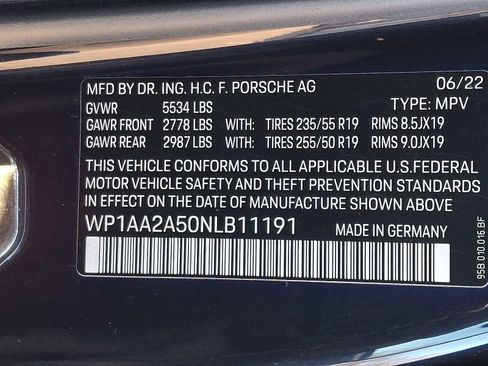 MFD BY DR. ING. H.C. F. PORSCHE AG 06/22
GVWR 5534 LBS TYPE: MPV
GAWR FRONT 2778 LBS WITH: TIRES 235/55 R19 RIMS 8.5JX19
GAWR REAR 2987 LBS WITH: TIRES 255/50 R19 RIMS 9.0JX19
THIS VEHICLE CONFORMS TO ALL APPLICABLE U.S.FEDERAL
MOTOR VEHICLE SAFETY AND THEFT PREVENTION STANDARDS
IN EFFECT ON THE DATE OF MANUFACTURE SHOWN ABOVE
WP1AA2A50NLB11191 MADE IN GERMANY
95B 010 016 BF